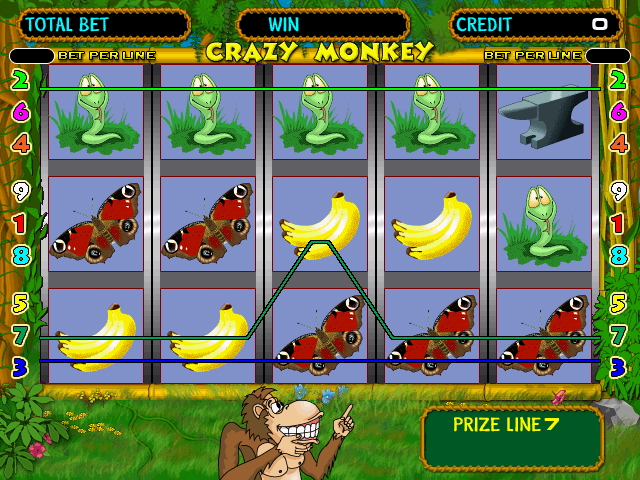 TOTAL BET
WIN
CREDIT 0
BET PER LINE
CRAZY MONKEY
BET PER LINE
2 2
6 6
4 4
9 9
1 1
8 8
5 5
7 7
3 3
PRIZE LINE 7